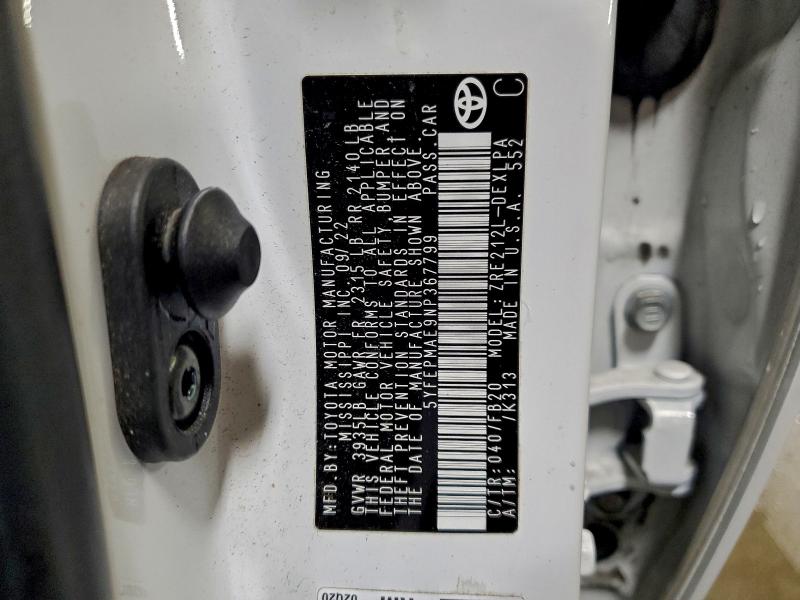 MFD.BY:TOYOTA MOTOR MANUFACTURING
MISSISSIPPI INC. 09/22
GVWR 3935LB GAWR FR 2315 LB RR 2140 LB
THIS VEHICLE CONFORMS TO ALL APPLICABLE
FEDERAL MOTOR VEHICLE SAFETY, BUMPER, AND
THEFT PREVENTION STANDARDS IN EFFECT ON
THE DATE OF MANUFACTURE SHOWN ABOVE.
5YFEPMAE9NP367799 PASS.CAR
C/TR:0407/FB20 MODEL:ZRE212L-DEXLPA
A/TM: /K313 MADE IN U.S.A. 552
C